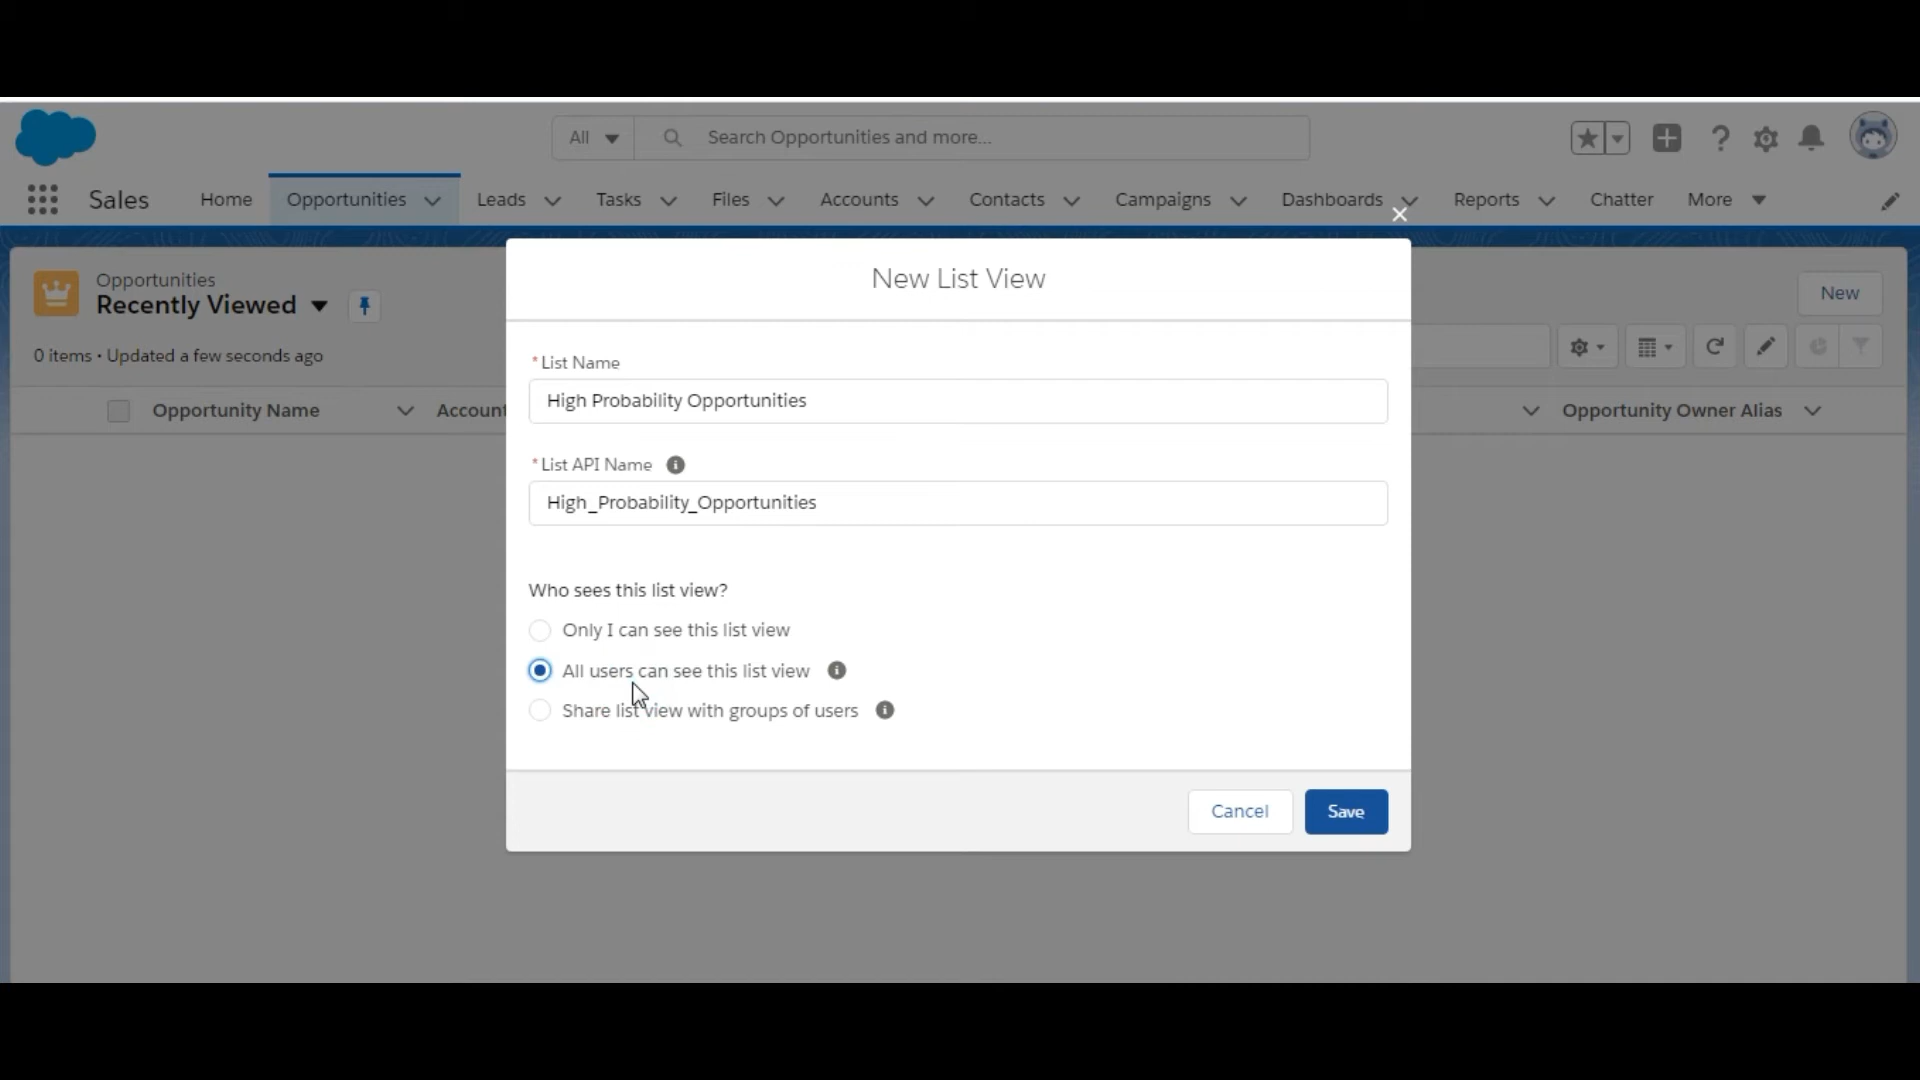 All
Search Opportunities and more...
Sales
Home
Opportunities
Leads
Tasks
Files
Accounts
Contacts
Campaigns
Dashboards
Reports
Chatter
More
Opportunities
Recently Viewed
New
0 items • Updated a few seconds ago
Opportunity Name
Account
Opportunity Owner Alias
New List View
*List Name
High Probability Opportunities
*List API Name
High_Probability_Opportunities
Who sees this list view?
Only I can see this list view
All users can see this list view
Share list view with groups of users
Cancel
Save